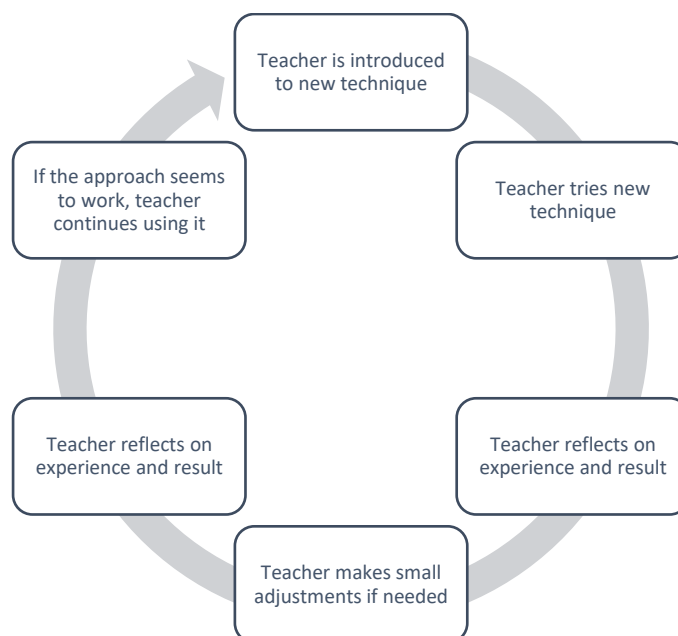 Teacher is introduced
to new technique
Teacher tries new
technique
Teacher reflects on
experience and result
Teacher makes small
adjustments if needed
Teacher reflects on
experience and result
If the approach seems
to work, teacher
continues using it